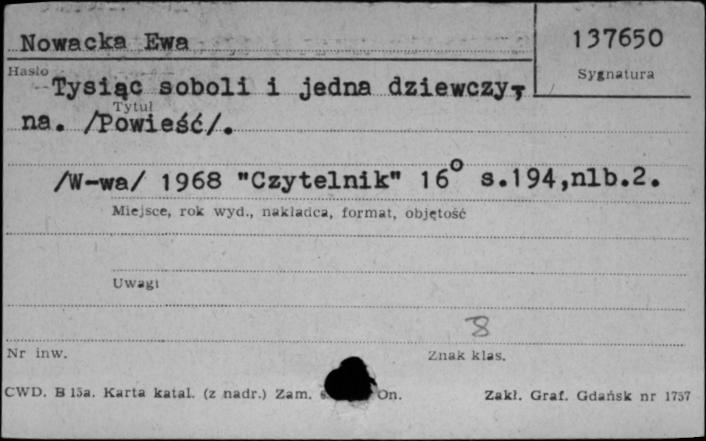 Nowacka Ewa
137650
Hasło
Sygnatura
Tysiąc soboli i jedna dziewczy-
Tytuł
na. /Powieść/.
/W-wa/ 1968 "Czytelnik" 16° s.194,nlb.2.
Miejsce, rok wyd., nakładca, format, objętość
Uwagi
8
Nr inw.
Znak klas.
CWD. B 15a. Karta katal. (z nadr.) Zam. On.
Zakł. Graf. Gdańsk nr 1757